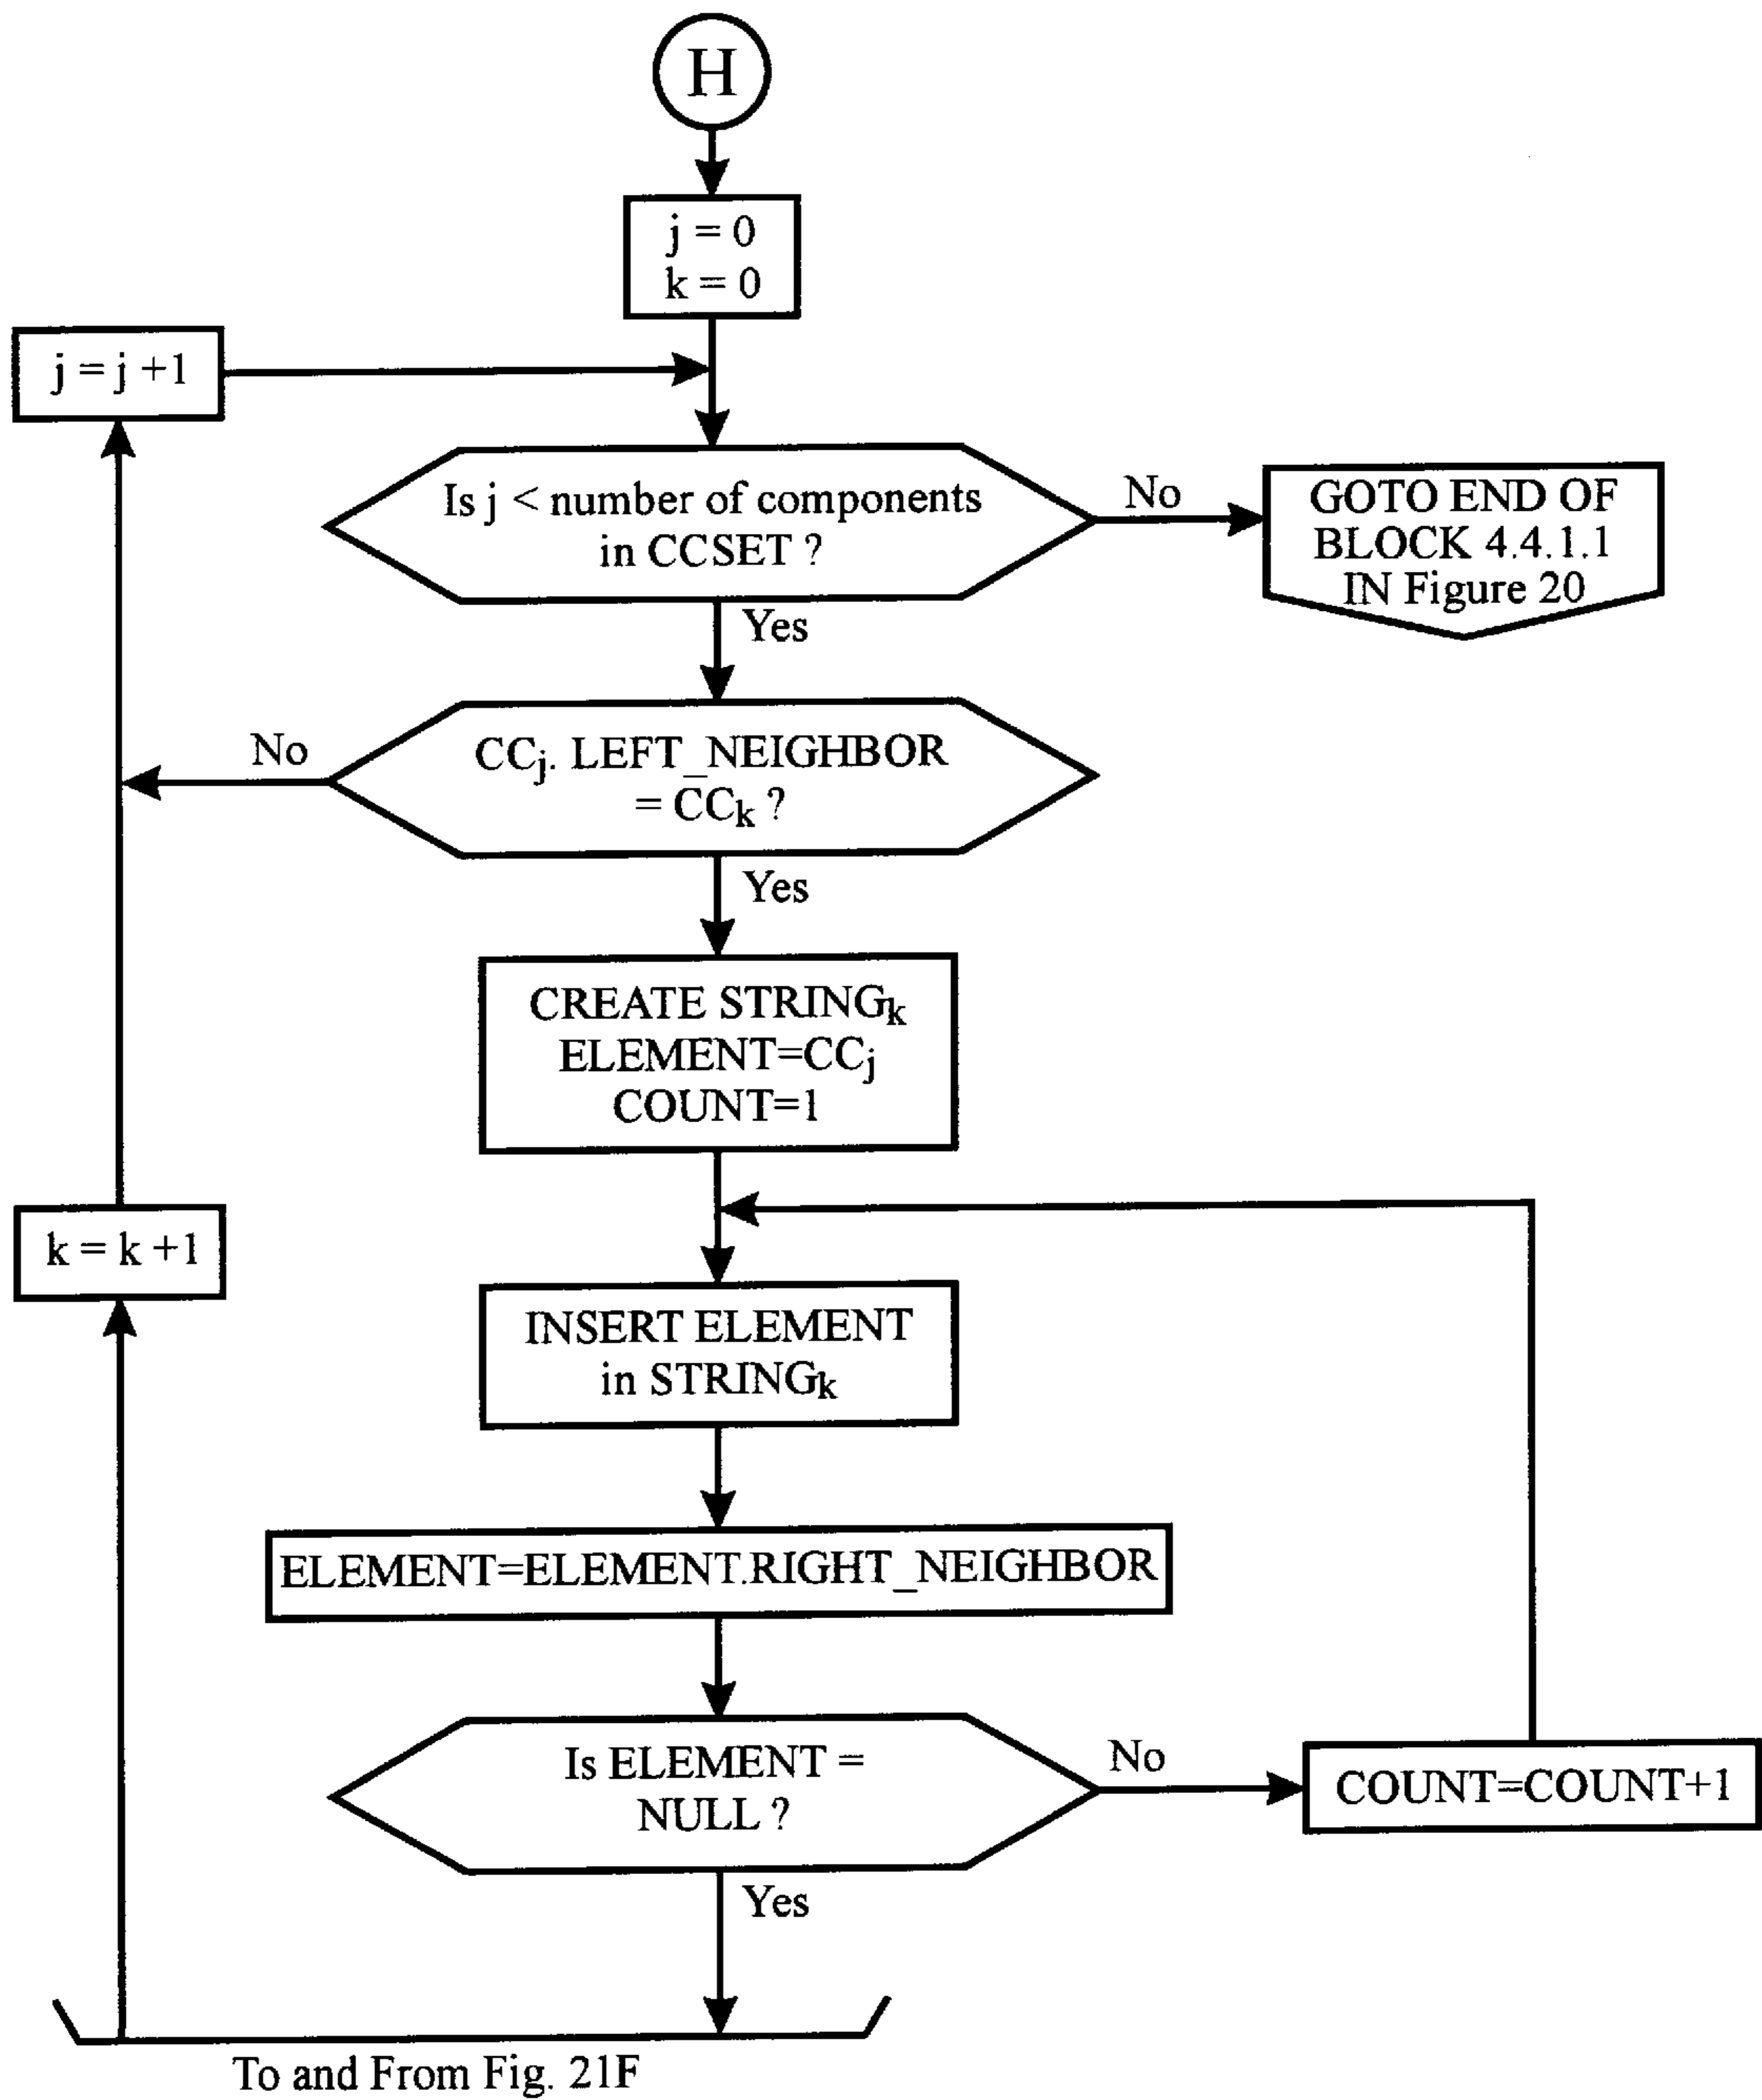 H
j = 0
k = 0
j = j +1
Is j < number of components
in CCSET ?
No
GOTO END OF
BLOCK 4.4.1.1
IN Figure 20
Yes
No
CCj. LEFT_NEIGHBOR
= CCk ?
Yes
CREATE STRINGk
ELEMENT=CCj
COUNT=1
k = k +1
INSERT ELEMENT
in STRINGk
ELEMENT=ELEMENT.RIGHT_NEIGHBOR
Is ELEMENT =
NULL ?
No
COUNT=COUNT+1
Yes
To and From Fig. 21F